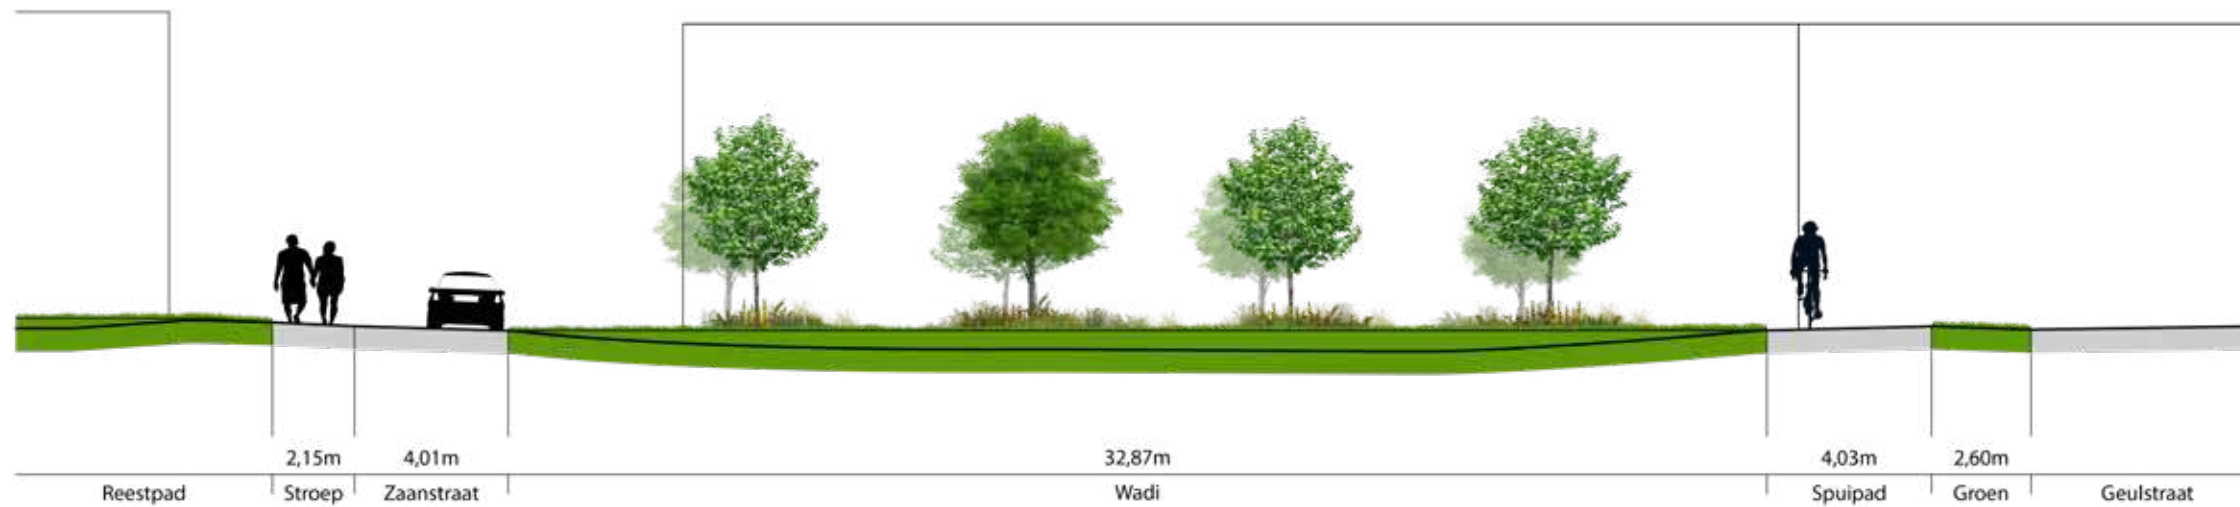 2,15m 4,01m 32,87m 4,03m 2,60m
Reestpad Stroep Zaanstraat Wadi Spuipad Groen Geulstraat